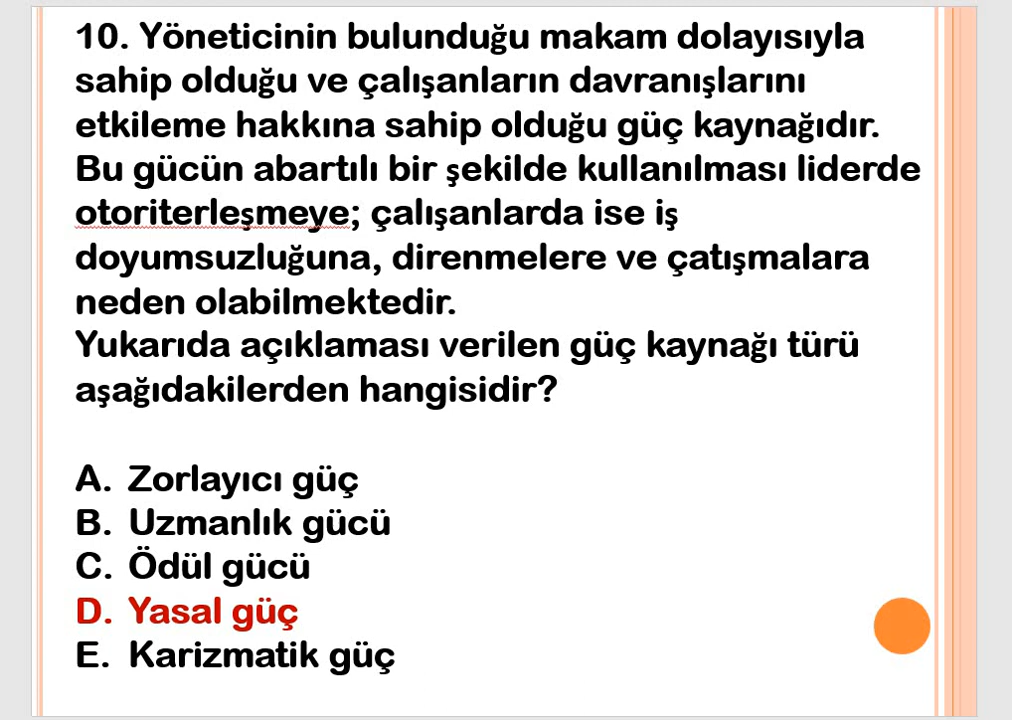 10. Yöneticinin bulunduğu makam dolayısıyla
sahip olduğu ve çalışanların davranışlarını
etkileme hakkına sahip olduğu güç kaynağıdır.
Bu gücün abartılı bir şekilde kullanılması liderde
otoriterleşmeye; çalışanlarda ise iş
doyumsuzluğuna, direnmelere ve çatışmalara
neden olabilmektedir.
Yukarıda açıklaması verilen güç kaynağı türü
aşağıdakilerden hangisidir?
A. Zorlayıcı güç
B. Uzmanlık gücü
C. Ödül gücü
D. Yasal güç
E. Karizmatik güç